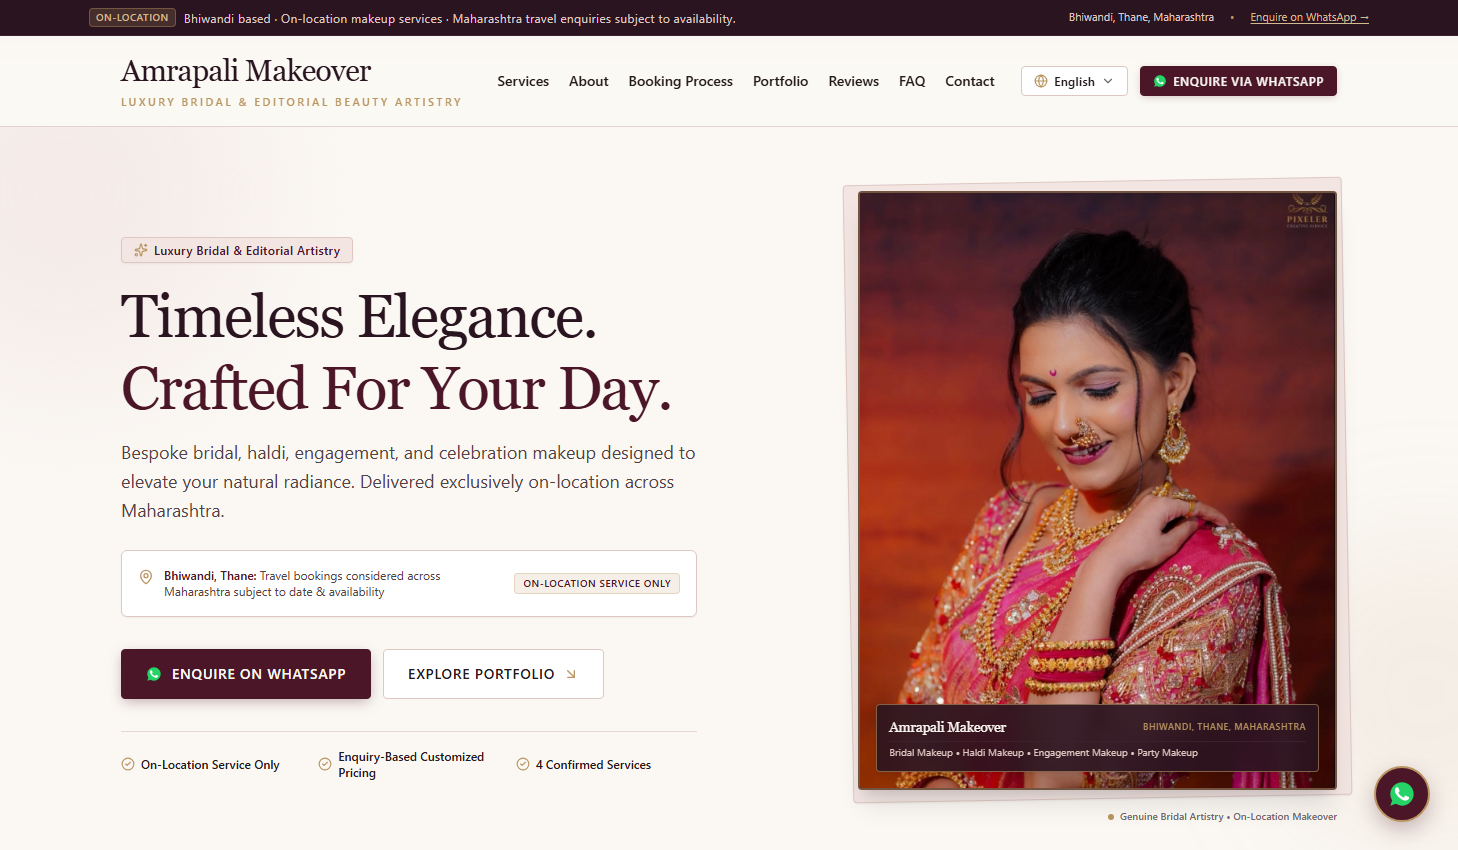 ON-LOCATION
Bhiwandi based · On-location makeup services · Maharashtra travel enquiries subject to availability.
Bhiwandi, Thane, Maharashtra • Enquire on WhatsApp →
Amrapali Makeover
LUXURY BRIDAL & EDITORIAL BEAUTY ARTISTRY
Services About Booking Process Portfolio Reviews FAQ Contact
English
ENQUIRE VIA WHATSAPP
Luxury Bridal & Editorial Artistry
Timeless Elegance.
Crafted For Your Day.
Bespoke bridal, haldi, engagement, and celebration makeup designed to
elevate your natural radiance. Delivered exclusively on-location across
Maharashtra.
Bhiwandi, Thane: Travel bookings considered across
Maharashtra subject to date & availability
ON-LOCATION SERVICE ONLY
ENQUIRE ON WHATSAPP
EXPLORE PORTFOLIO
On-Location Service Only
Enquiry-Based Customized
Pricing
4 Confirmed Services
PIXELER
Amrapali Makeover
BHIWANDI, THANE, MAHARASHTRA
Bridal Makeup • Haldi Makeup • Engagement Makeup • Party Makeup
Genuine Bridal Artistry • On-Location Makeover